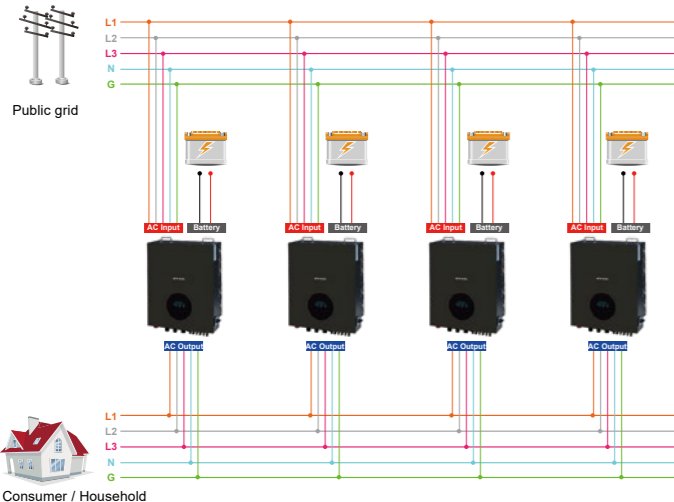 L1
L2
L3
N
G
Public grid
AC Input Battery AC Input Battery AC Input Battery AC Input Battery
AC Output AC Output AC Output AC Output
L1
L2
L3
N
G
Consumer / Household